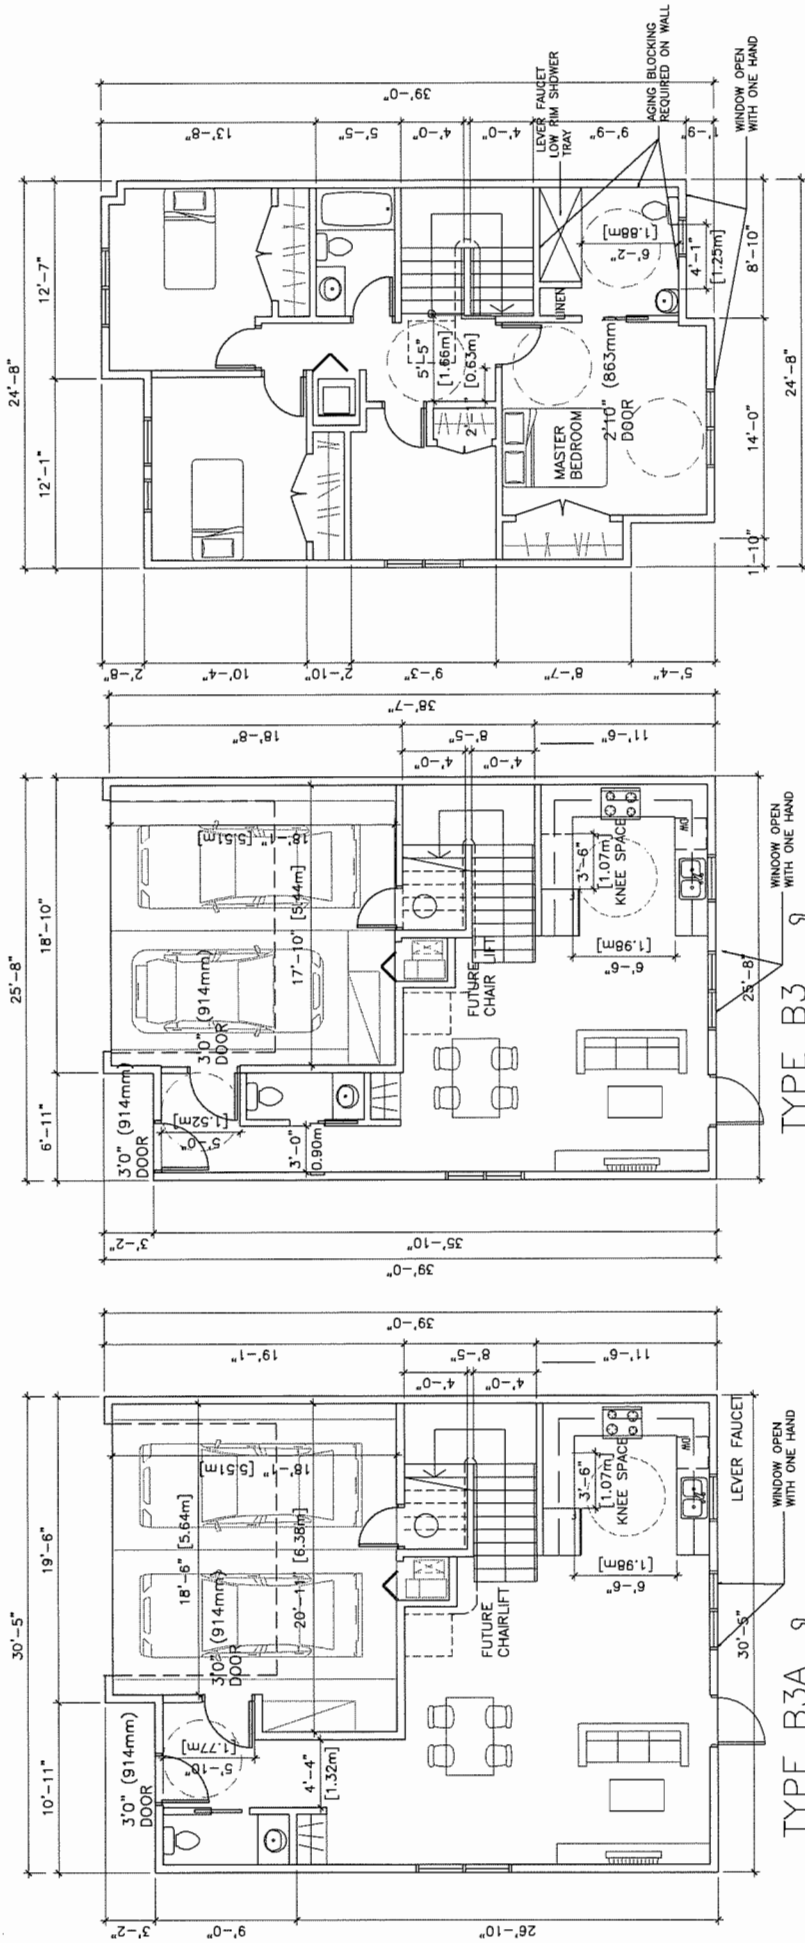 24'-8"
12'-1"
12'-7"
39'-0"
13'-8"
5'-5"
4'-0"
4'-0"
9'-9"
1'-9"
LEVER FAUCET
LOW RIM SHOWER
TRAY
AGING BLOCKING
REQUIRED ON WALL
WINDOW OPEN
WITH ONE HAND
LINEN
[1.88m]
6'-2"
4'-1"
[1.25m]
5'-5"
[1.66m]
2'-1"
[0.63m]
MASTER
BEDROOM
2'10" (863mm
DOOR
2'-8"
10'-4"
2'-10"
9'-3"
8'-7"
5'-4"
1'-10"
14'-0"
8'-10"
24'-8"
25'-8"
6'-11"
18'-10"
38'-7"
18'-8"
8'-5"
4'-0"
4'-0"
11'-6"
3'0" (914mm)
DOOR
3'0" (914mm)
DOOR
[1.52m]
5'-0"
3'-0"
[0.90m]
17'-10" [5.44m]
18'-1" [5.51m]
FUTURE
CHAIR LIFT
3'-6"
[1.07m]
KNEE SPACE
6'-6"
[1.98m]
DW
WINDOW OPEN
WITH ONE HAND
3'-2"
35'-10"
39'-0"
25'-8"
TYPE B3
30'-5"
10'-11"
19'-6"
39'-0"
19'-1"
8'-5"
4'-0"
4'-0"
11'-6"
3'0" (914mm)
DOOR
3'0" (914mm)
DOOR
[1.77m]
5'-10"
4'-4"
[1.32m]
18'-6" [5.64m]
20'-11" [6.38m]
18'-1" [5.51m]
FUTURE
CHAIRLIFT
3'-6"
[1.07m]
KNEE SPACE
6'-6"
[1.98m]
DW
LEVER FAUCET
WINDOW OPEN
WITH ONE HAND
3'-2"
9'-0"
26'-10"
30'-5"
TYPE B3A